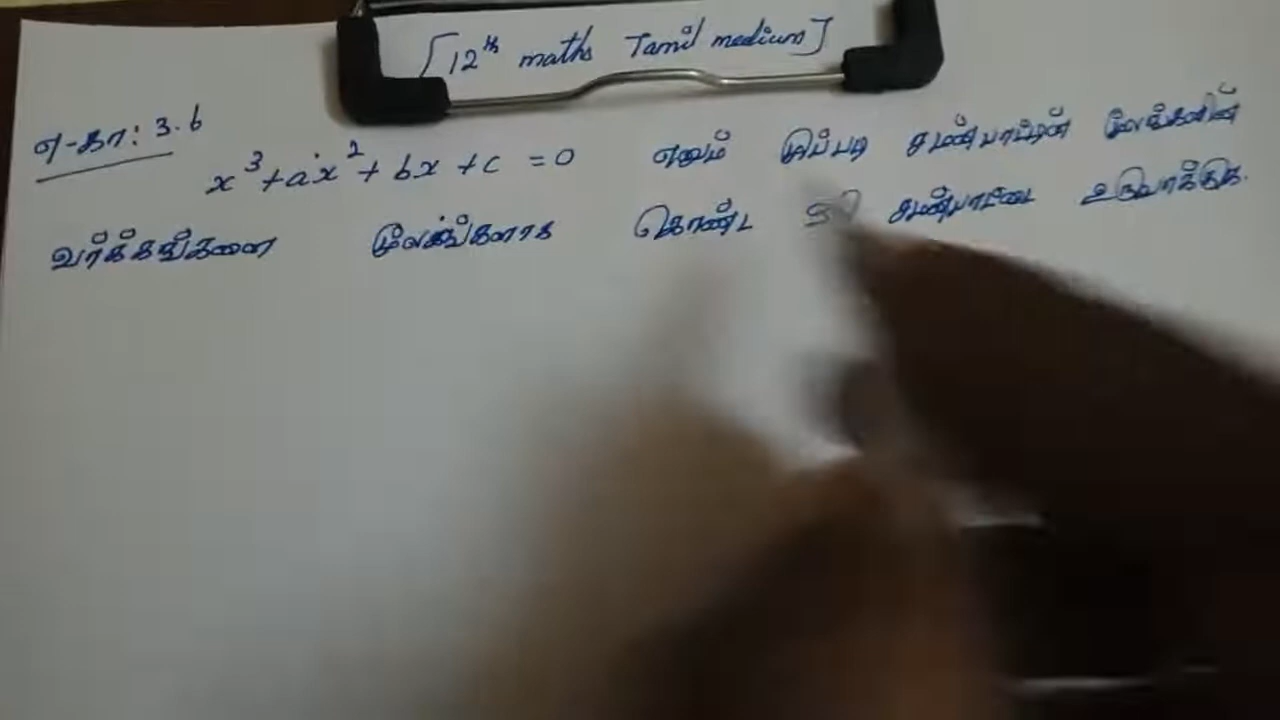 [12th maths Tamil medium]
எ-கா: 3.6
x³+ax²+bx+c =0 எனும் முப்படி சமன்பாட்டின் மூலங்களின்
வர்க்கங்களை மூலங்களாக கொண்ட சமன்பாட்டை உருவாக்குக.